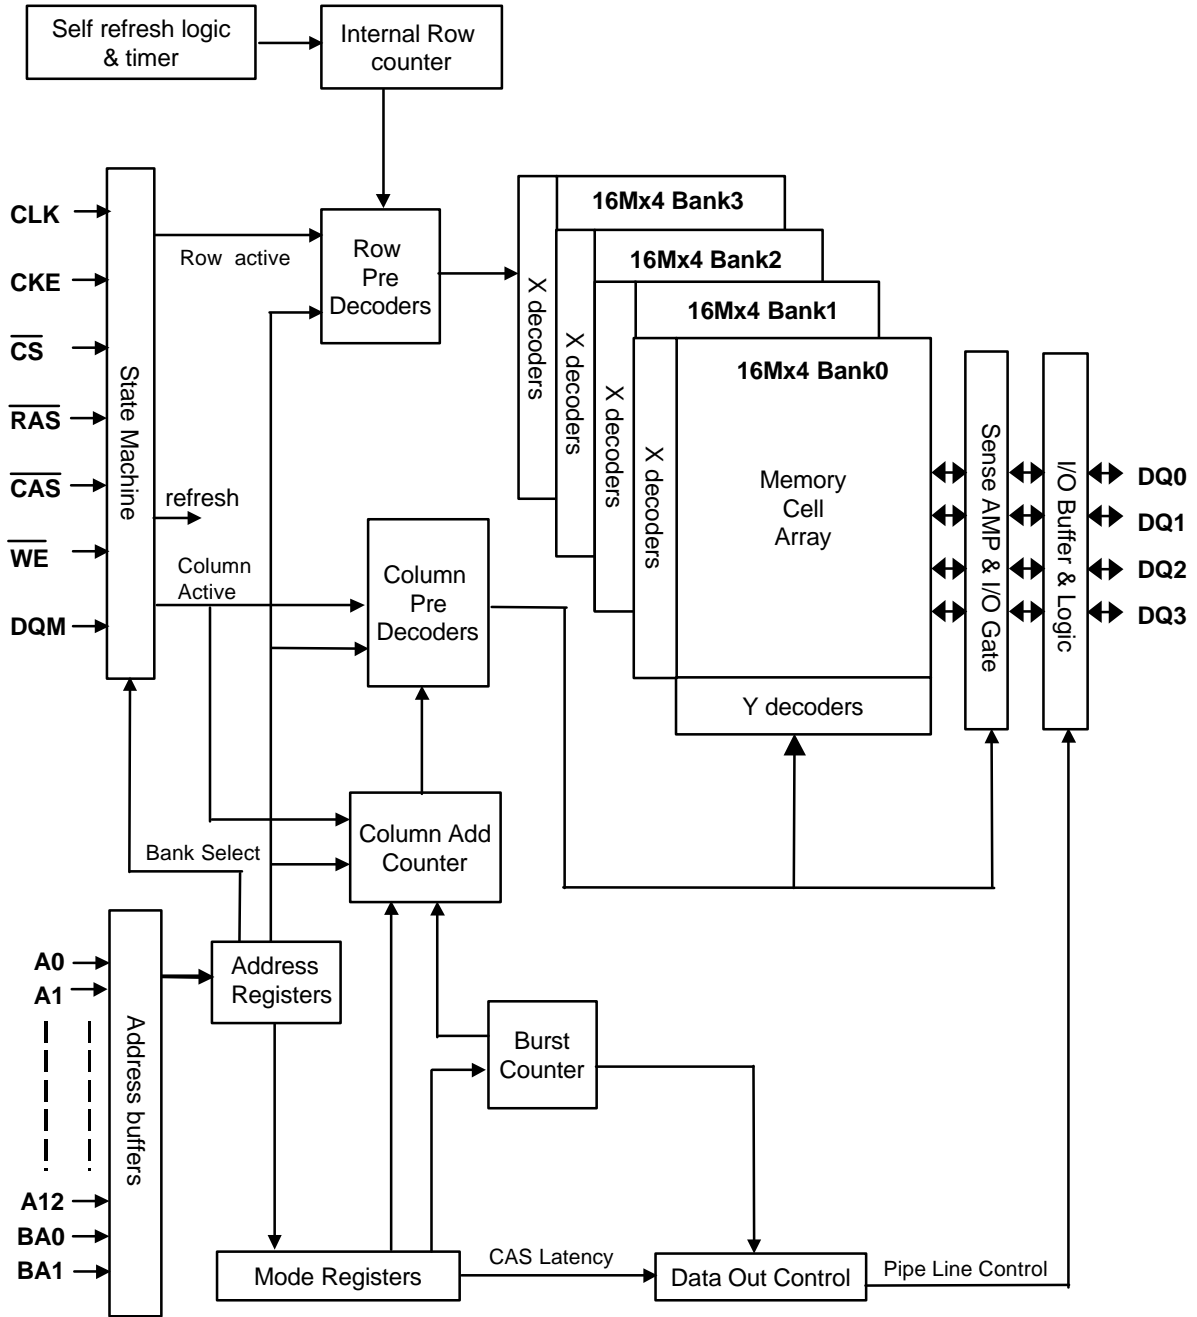 Self refresh logic
& timer
Internal Row
counter
CLK
CKE
CS
RAS
CAS
WE
DQM
State Machine
Row active
refresh
Column
Active
Row
Pre
Decoders
Column
Pre
Decoders
X decoders
X decoders
X decoders
X decoders
16Mx4 Bank3
16Mx4 Bank2
16Mx4 Bank1
16Mx4 Bank0
Memory
Cell
Array
Y decoders
Sense AMP & I/O Gate
I/O Buffer & Logic
DQ0
DQ1
DQ2
DQ3
Bank Select
Column Add
Counter
A0
A1
A12
BA0
BA1
Address buffers
Address
Registers
Burst
Counter
Mode Registers
CAS Latency
Data Out Control
Pipe Line Control